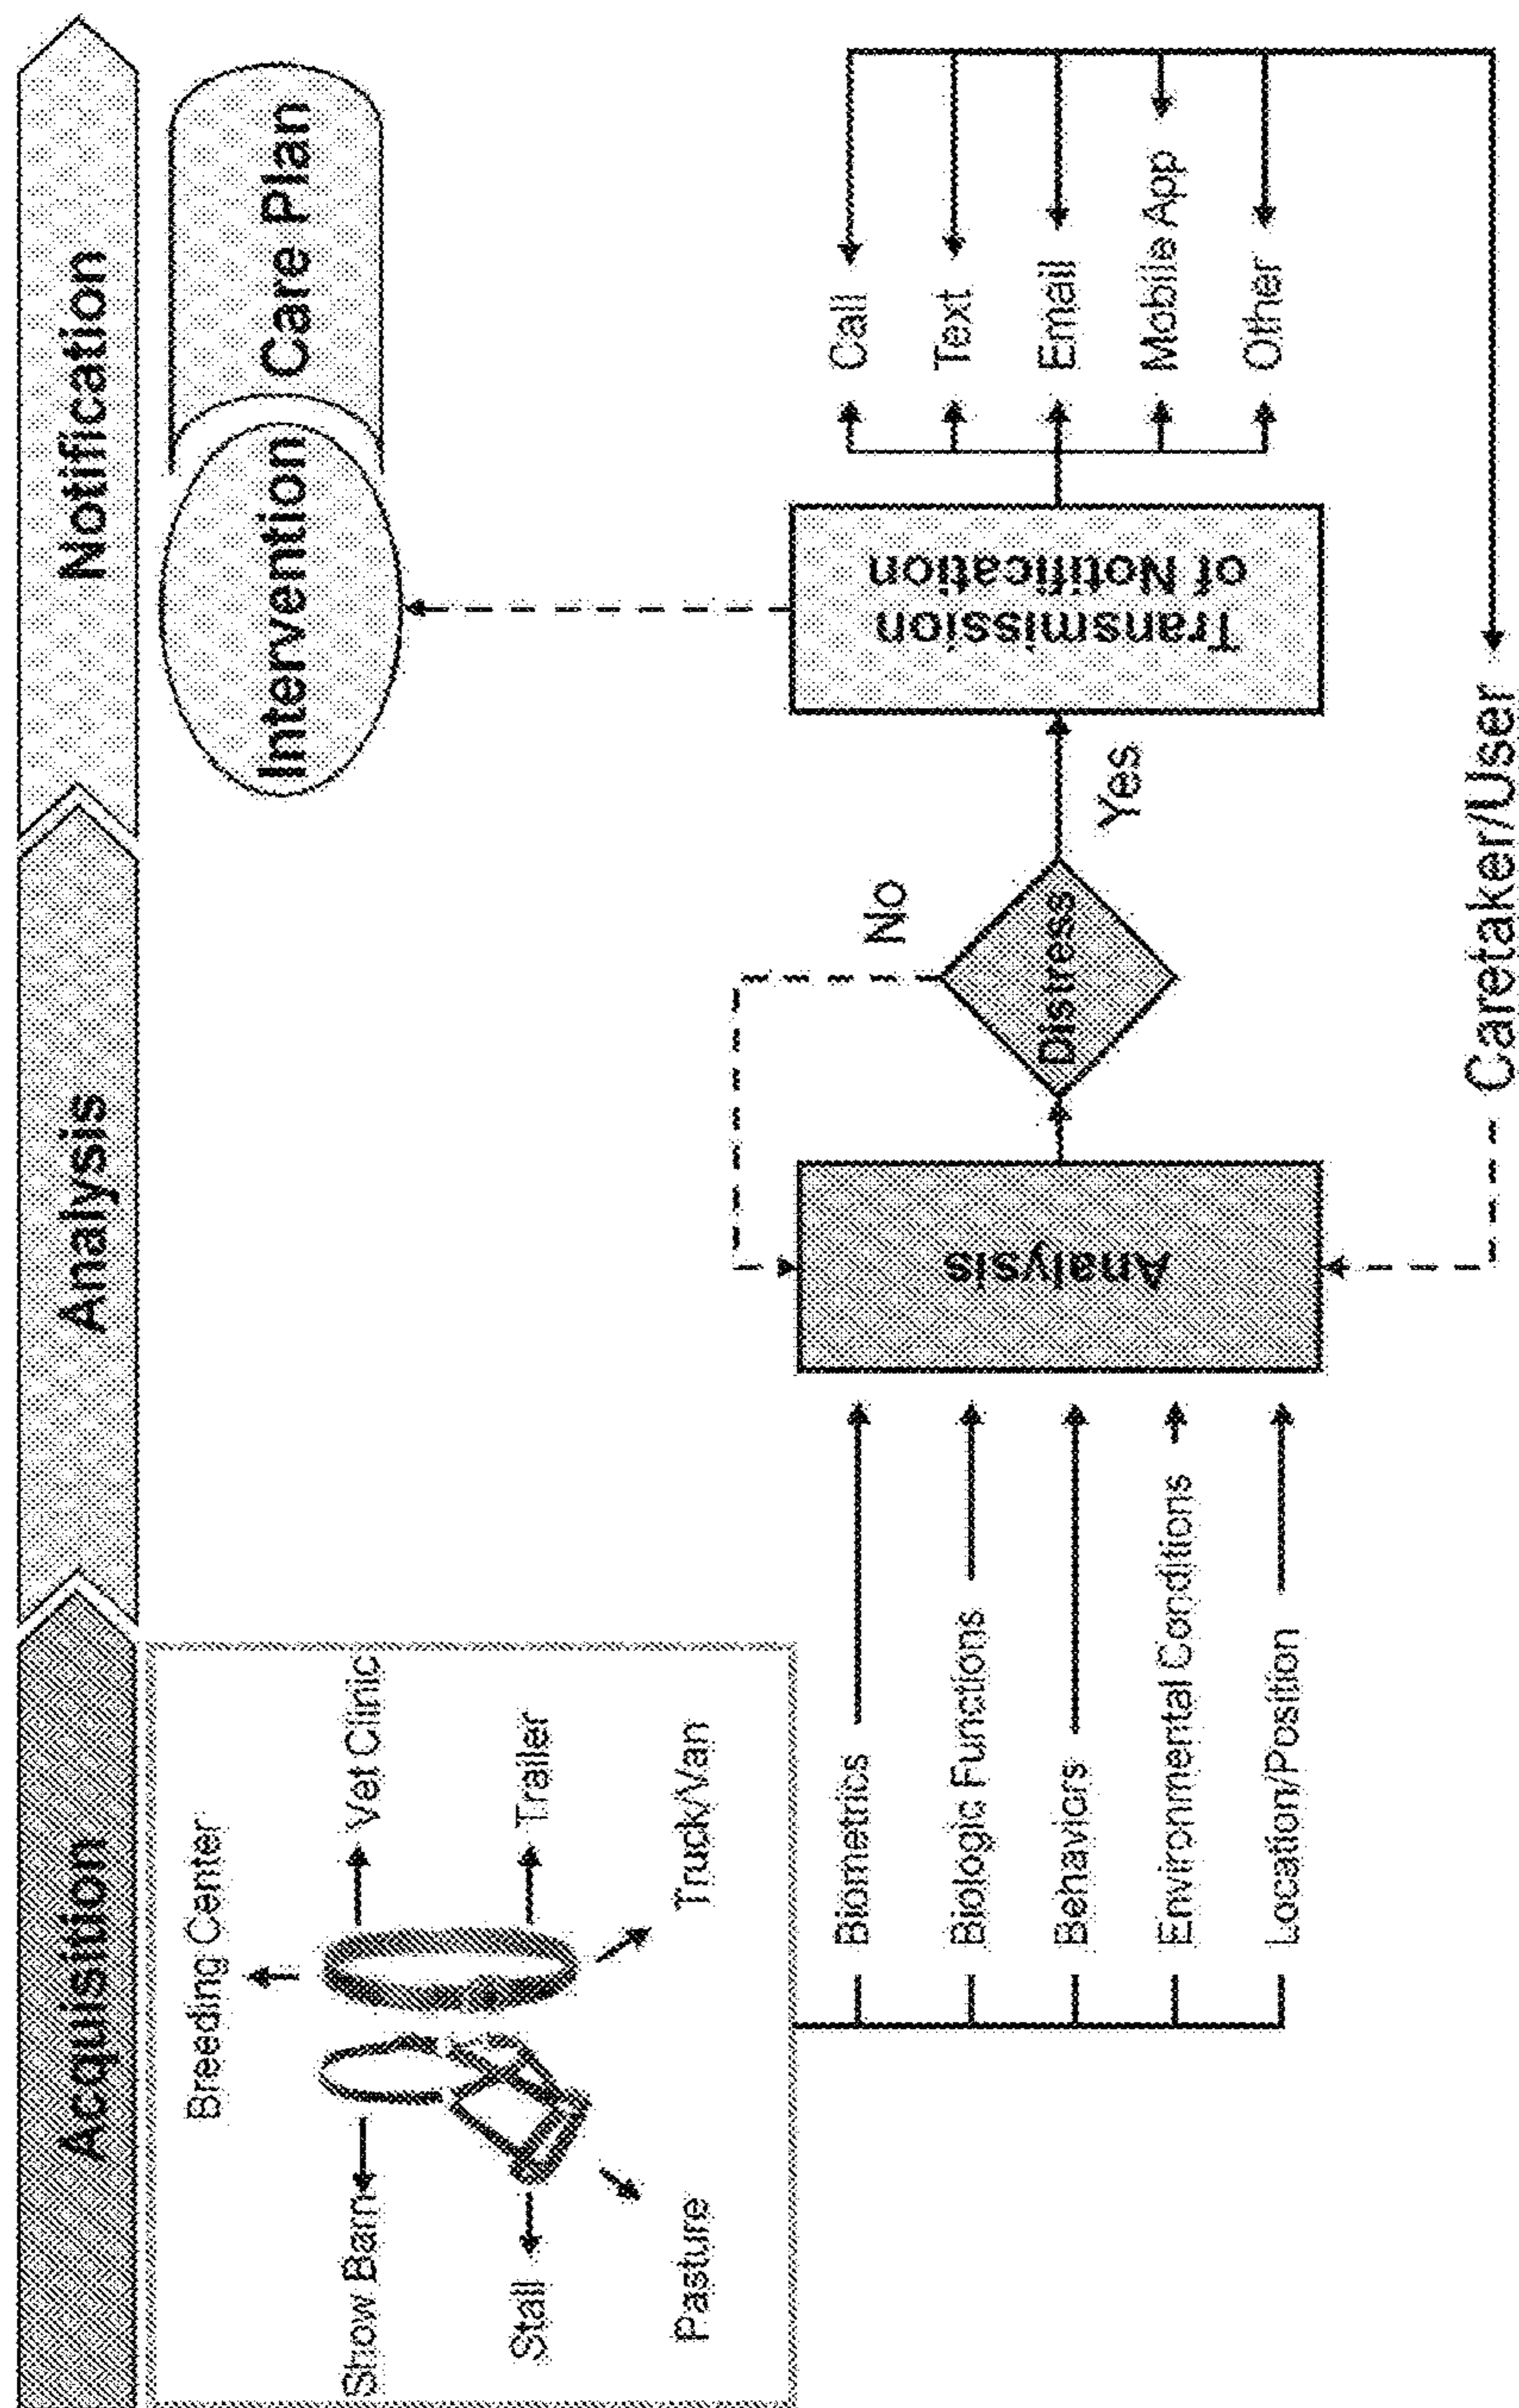 Acquisition
Analysis
Notification
Breeding Center
Show Barn
Vet Clinic
Stall
Trailer
Pasture
Truck/Van
Intervention
Care Plan
Biometrics
Biologic Functions
Behaviors
Environmental Conditions
Location/Position
Analysis
Distress
No
Yes
Transmission
of Notification
Call
Text
Email
Mobile App
Other
Caretaker/User